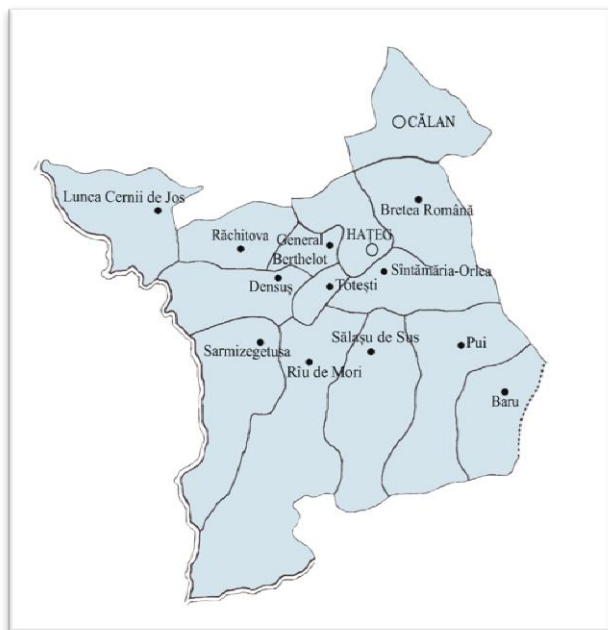 CĂLAN
Lunca Cernii de Jos
Bretea Română
Răchitova
General
Berthelot
HAȚEG
Sîntămăria-Orlea
Densuș
Totești
Sarmizegetusa
Sălașu de Sus
Rîu de Mori
Pui
Baru